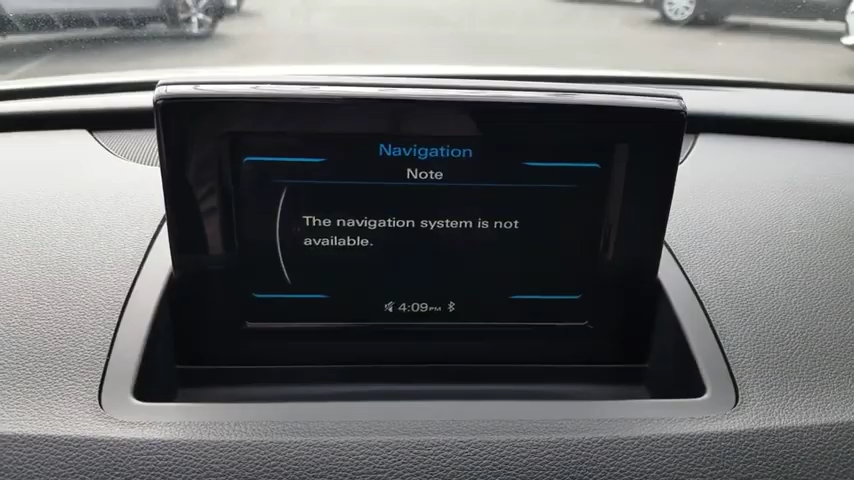 Navigation
Note
The navigation system is not
available.
4:09PM